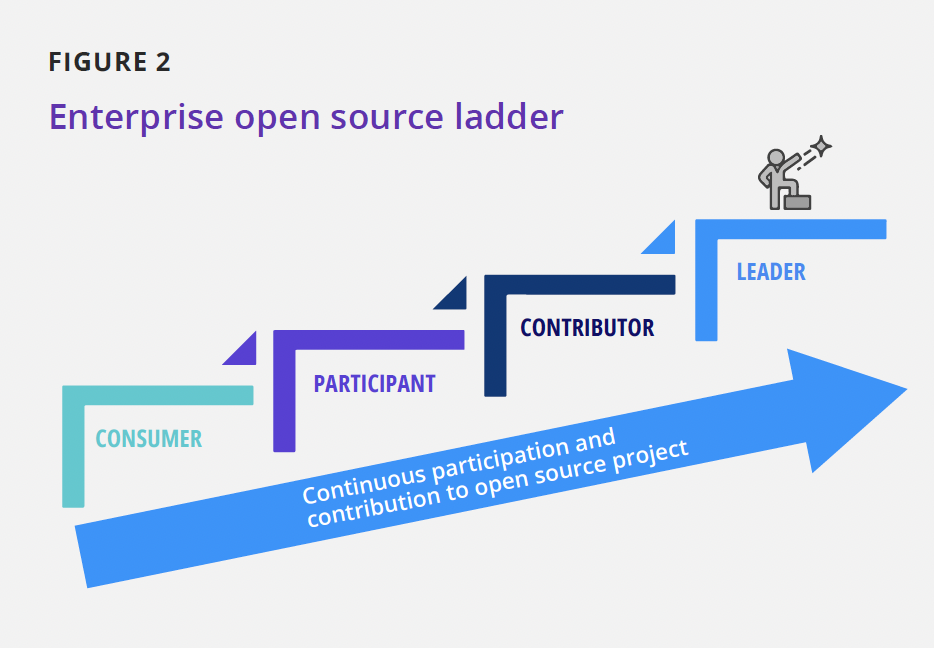 FIGURE 2
Enterprise open source ladder
LEADER
CONTRIBUTOR
PARTICIPANT
CONSUMER
Continuous participation and
contribution to open source project